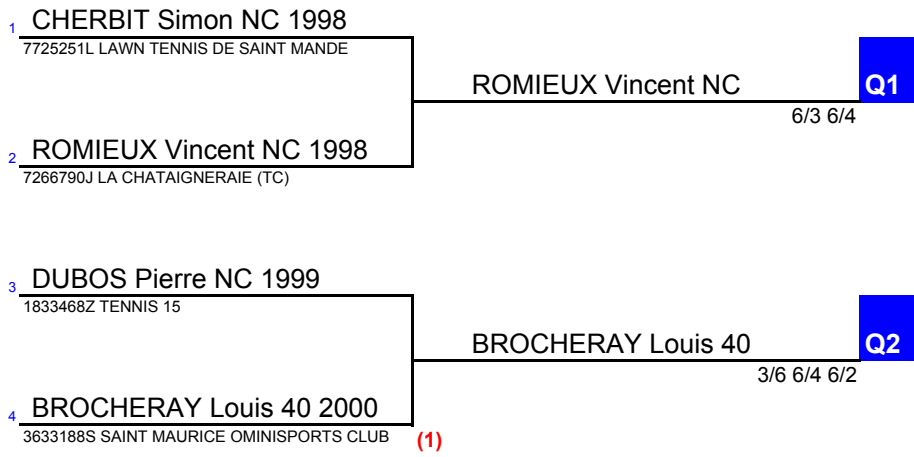 1 CHERBIT Simon NC 1998
7725251L LAWN TENNIS DE SAINT MANDE
ROMIEUX Vincent NC Q1
6/3 6/4
2 ROMIEUX Vincent NC 1998
7266790J LA CHATAIGNERAIE (TC)
3 DUBOS Pierre NC 1999
1833468Z TENNIS 15
BROCHERAY Louis 40 Q2
3/6 6/4 6/2
4 BROCHERAY Louis 40 2000
3633188S SAINT MAURICE OMINISPORTS CLUB (1)